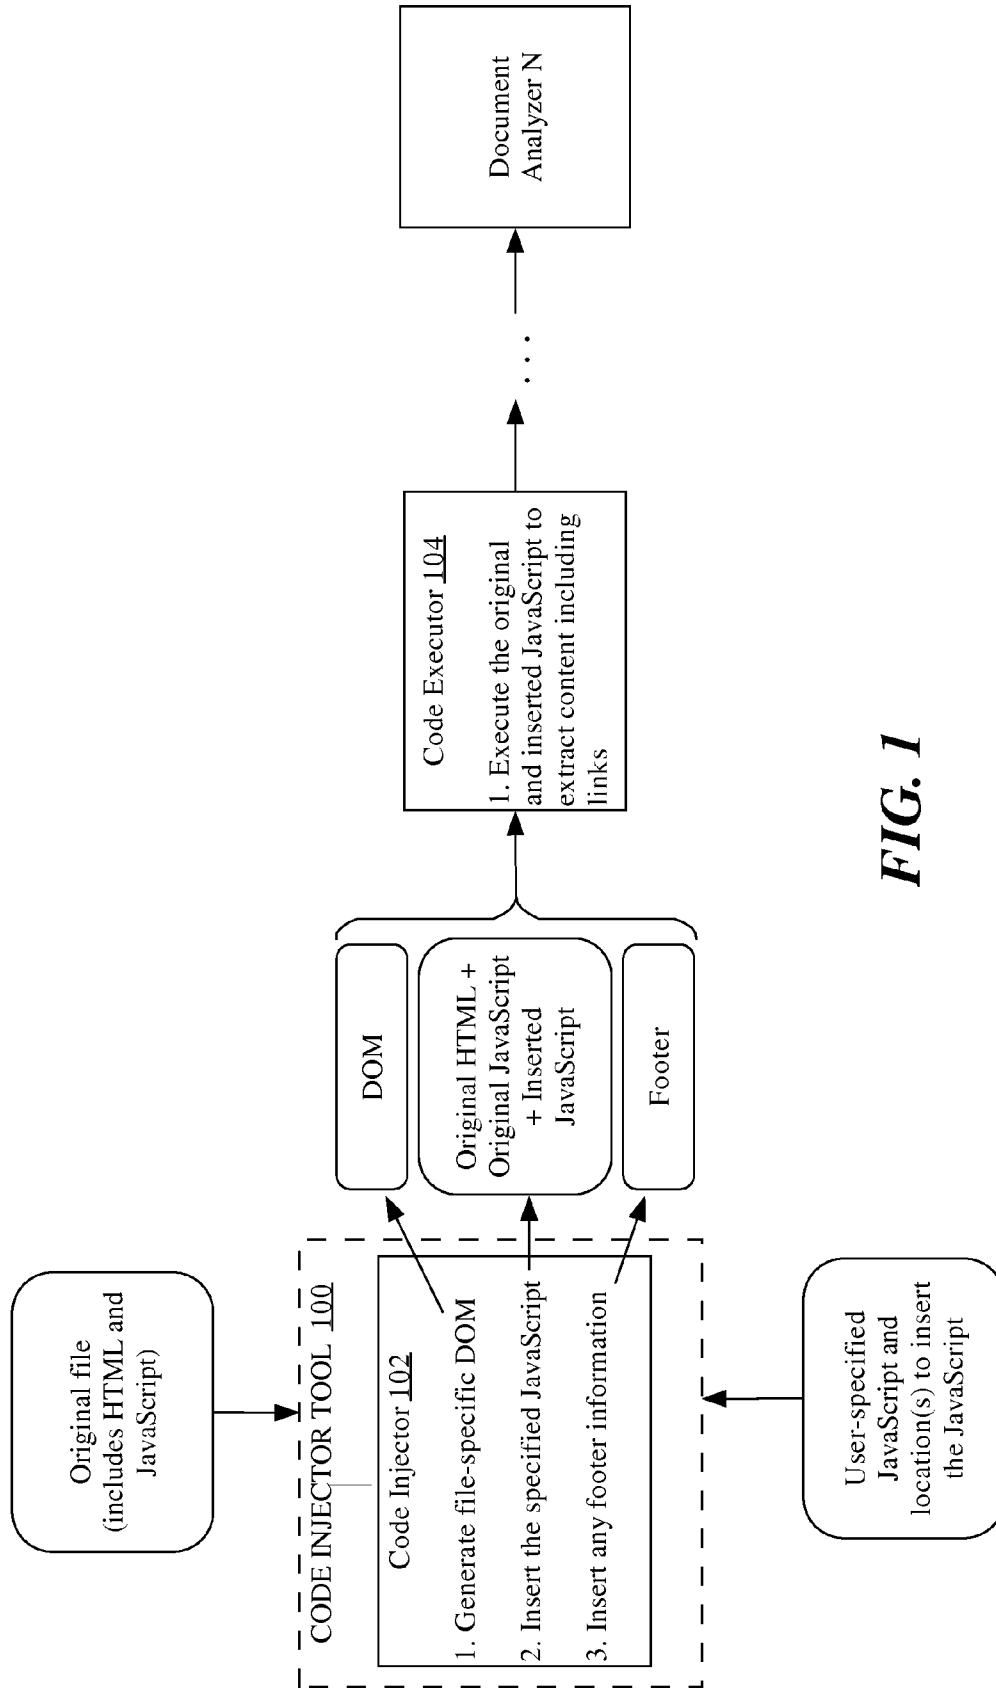 Original file
(includes HTML and
JavaScript)
CODE INJECTOR TOOL 100
Code Injector 102
1. Generate file-specific DOM
2. Insert the specified JavaScript
3. Insert any footer information
User-specified
JavaScript and
location(s) to insert
the JavaScript
DOM
Original HTML +
Original JavaScript
+ Inserted
JavaScript
Footer
Code Executor 104
1. Execute the original
and inserted JavaScript to
extract content including
links
. . .
Document
Analyzer N
FIG. 1